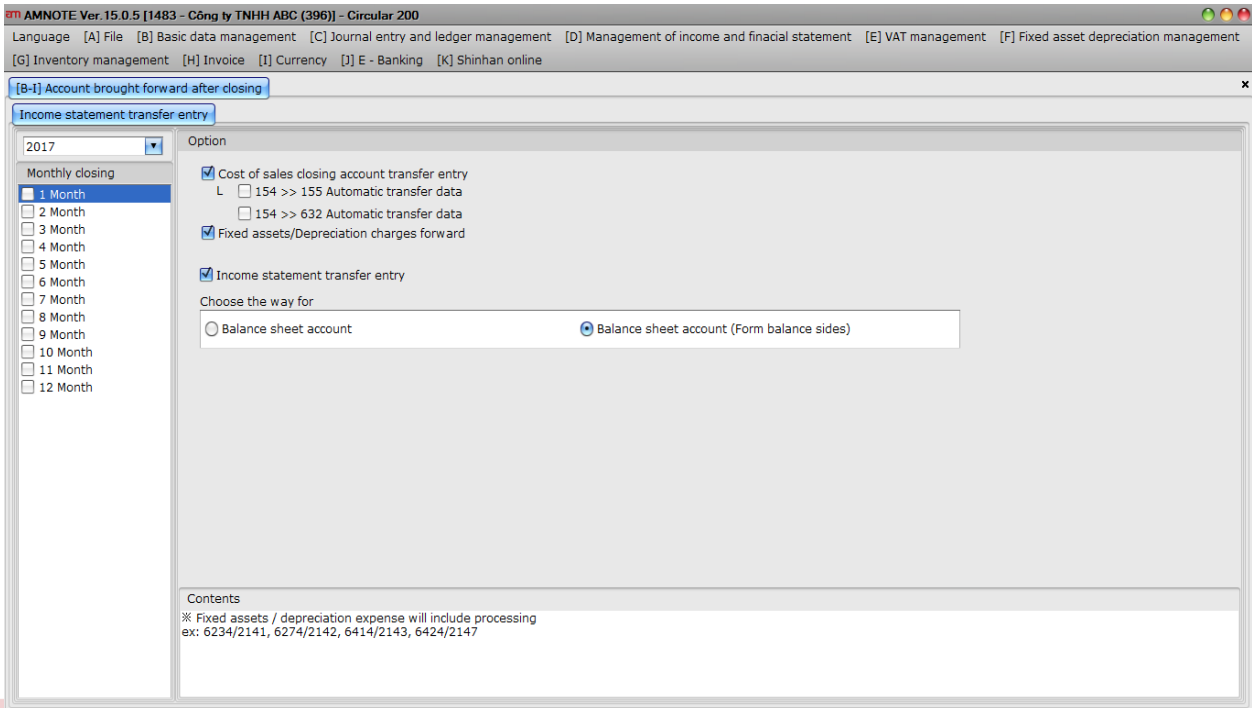 am AMNOTE Ver.15.0.5 [1483 - Công ty TNHH ABC (396)] - Circular 200
Language [A] File [B] Basic data management [C] Journal entry and ledger management [D] Management of income and finacial statement [E] VAT management [F] Fixed asset depreciation management
[G] Inventory management [H] Invoice [I] Currency [J] E - Banking [K] Shinhan online
[B-I] Account brought forward after closing x
Income statement transfer entry
2017
Option
Monthly closing
1 Month
2 Month
3 Month
4 Month
5 Month
6 Month
7 Month
8 Month
9 Month
10 Month
11 Month
12 Month
Cost of sales closing account transfer entry
L 154 >> 155 Automatic transfer data
154 >> 632 Automatic transfer data
Fixed assets/Depreciation charges forward
Income statement transfer entry
Choose the way for
Balance sheet account Balance sheet account (Form balance sides)
Contents
※ Fixed assets / depreciation expense will include processing
ex: 6234/2141, 6274/2142, 6414/2143, 6424/2147